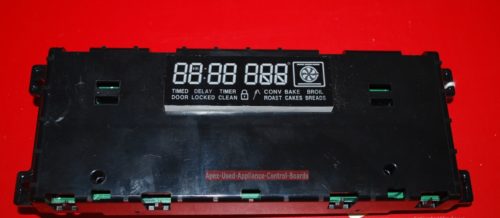 88:88 888
TIMED DELAY TIMER CONV BAKE BROIL
DOOR LOCKED CLEAN ROAST CAKES BREADS
Apex-Used-Appliance-Control-Boards